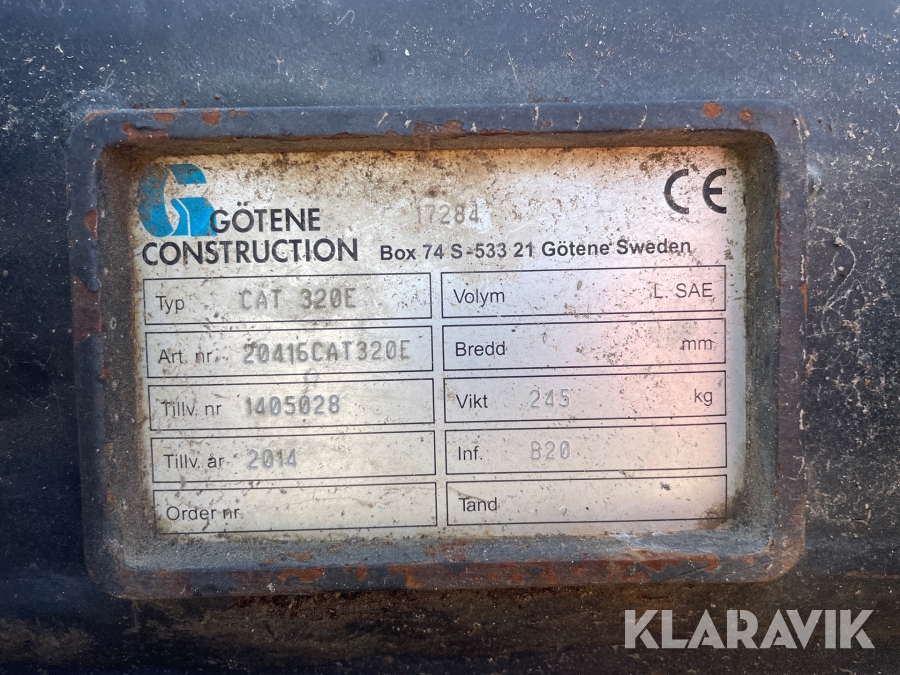 GÖTENE
CONSTRUCTION
17284
CE
Box 74 S-533 21 Götene Sweden
Typ CAT 320E
Art. nr. 20416CAT320E
Tillv. nr 1405028
Tillv. år 2014
Order nr.
Volym L. SAE
Bredd mm
Vikt 245 kg
Inf. B20
Tand
KLARAVIK